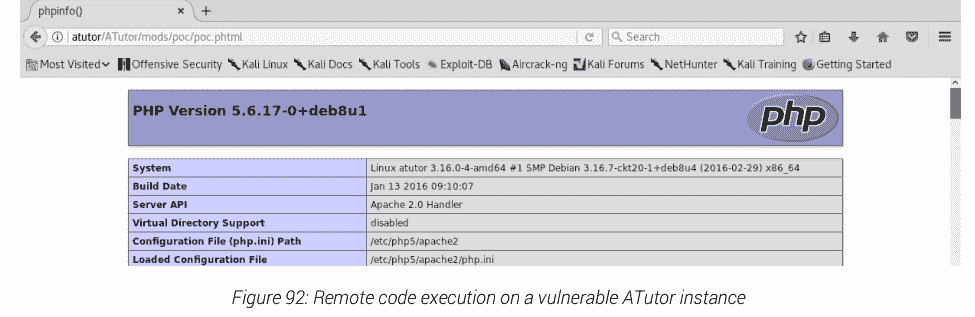 phpinfo()
atutor/ATutor/mods/poc/poc.phtml
Search
Most Visited Offensive Security Kali Linux Kali Docs Kali Tools Exploit-DB Aircrack-ng Kali Forums NetHunter Kali Training Getting Started
PHP Version 5.6.17-0+deb8u1
php
System Linux atutor 3.16.0-4-amd64 #1 SMP Debian 3.16.7-ckt20-1+deb8u4 (2016-02-29) x86_64
Build Date Jan 13 2016 09:10:07
Server API Apache 2.0 Handler
Virtual Directory Support disabled
Configuration File (php.ini) Path /etc/php5/apache2
Loaded Configuration File /etc/php5/apache2/php.ini
Figure 92: Remote code execution on a vulnerable ATutor instance